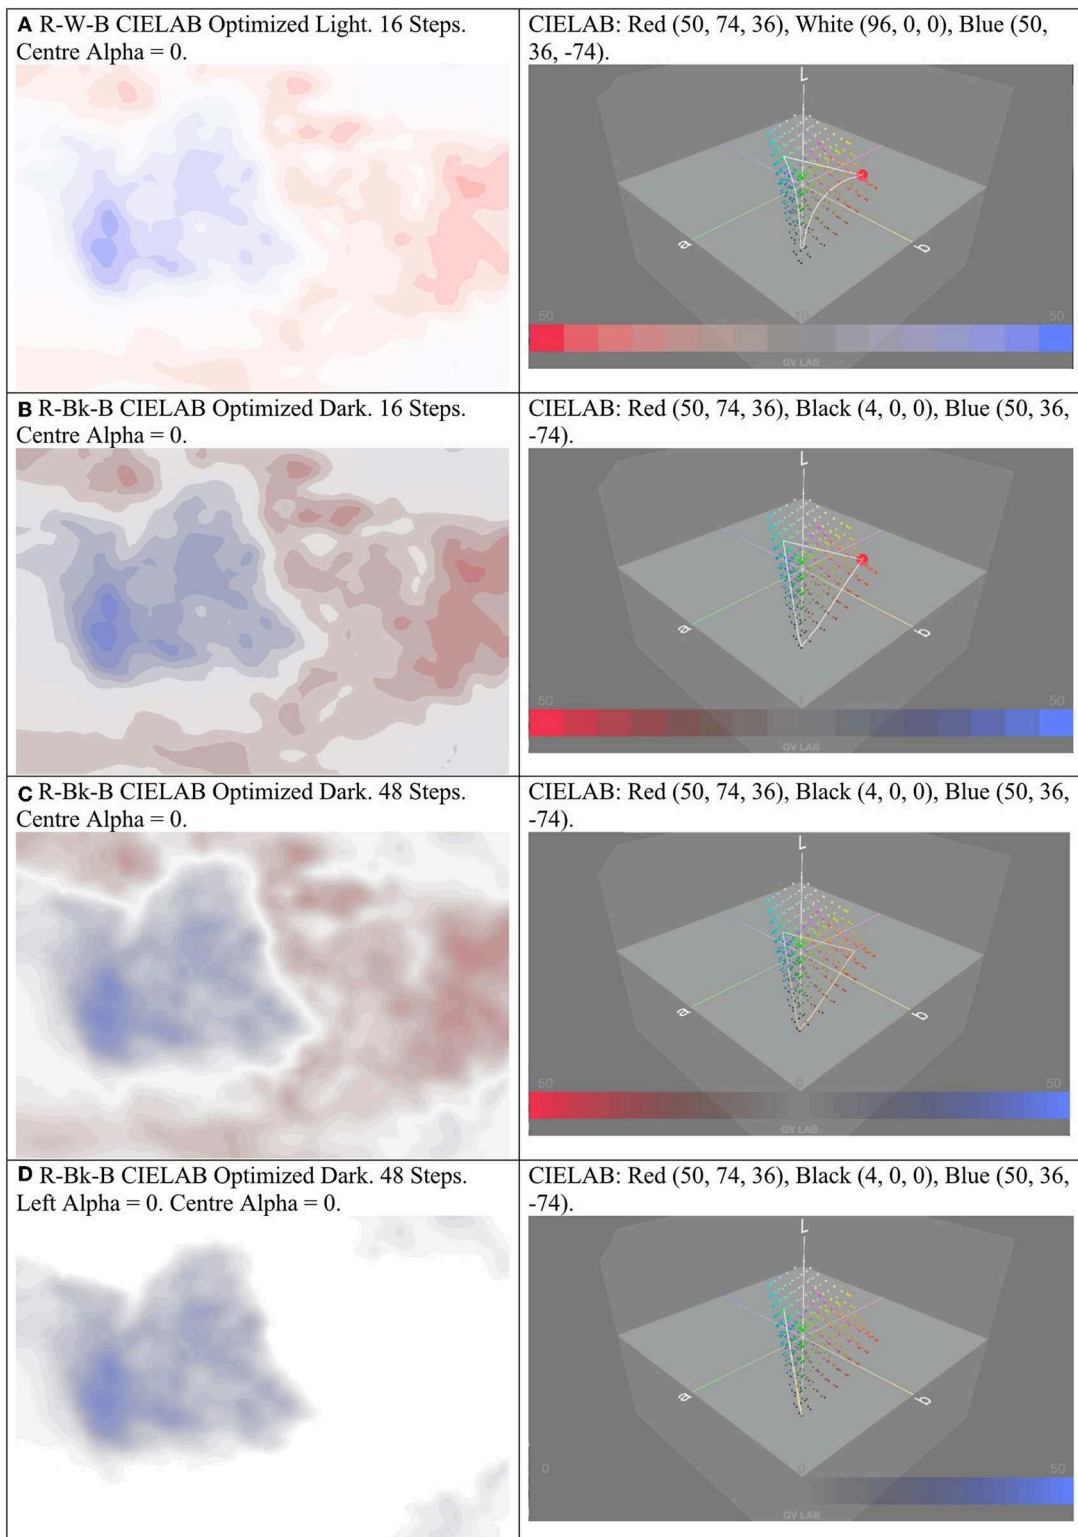 A R-W-B CIELAB Optimized Light. 16 Steps.
Centre Alpha = 0.
CIELAB: Red (50, 74, 36), White (96, 0, 0), Blue (50,
36, -74).
L
a
b
50
10
50
GV LAB
B R-Bk-B CIELAB Optimized Dark. 16 Steps.
Centre Alpha = 0.
CIELAB: Red (50, 74, 36), Black (4, 0, 0), Blue (50, 36,
-74).
L
a
b
50
1
50
GV LAB
C R-Bk-B CIELAB Optimized Dark. 48 Steps.
Centre Alpha = 0.
CIELAB: Red (50, 74, 36), Black (4, 0, 0), Blue (50, 36,
-74).
L
a
b
50
0
50
GV LAB
D R-Bk-B CIELAB Optimized Dark. 48 Steps.
Left Alpha = 0. Centre Alpha = 0.
CIELAB: Red (50, 74, 36), Black (4, 0, 0), Blue (50, 36,
-74).
L
a
b
0
0
50
GV LAB